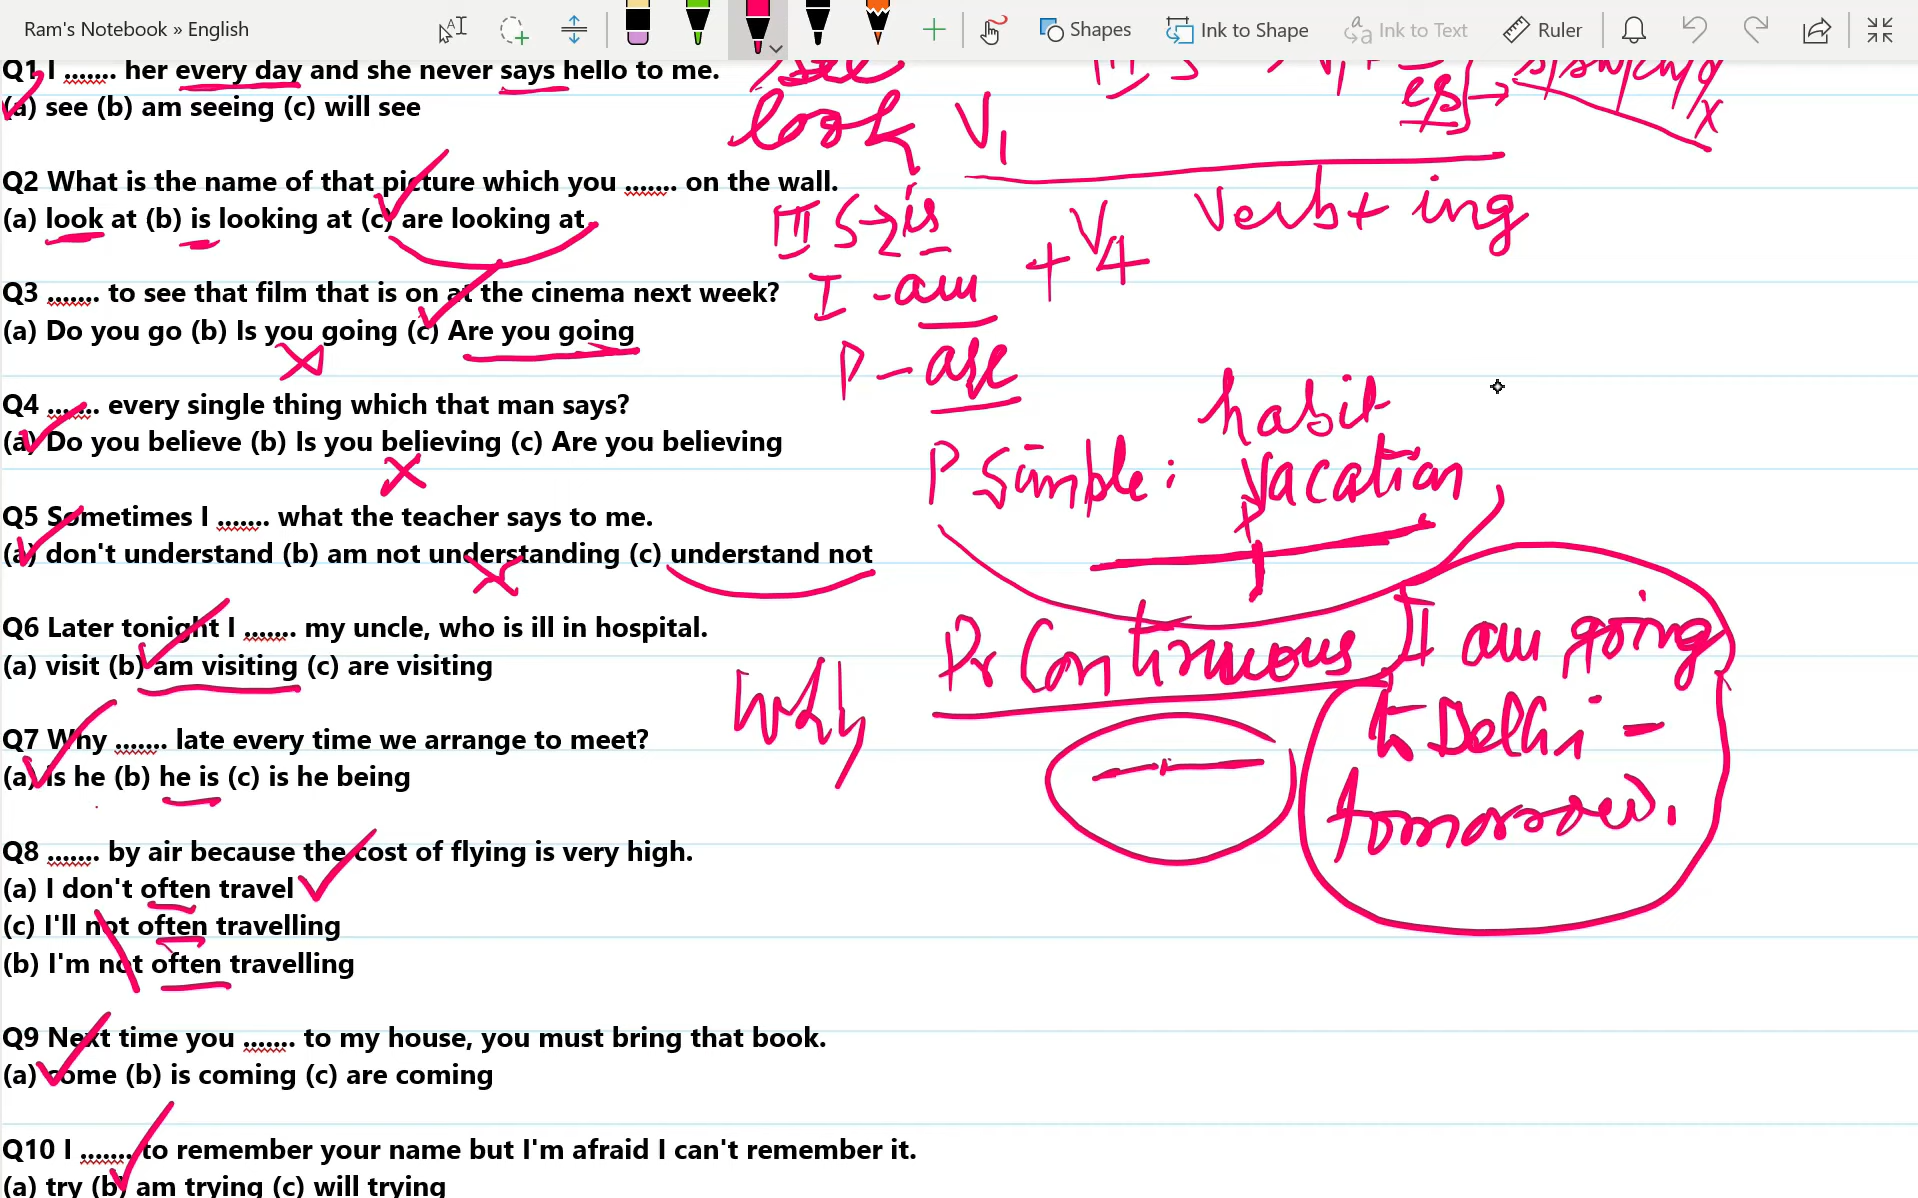 Ram's Notebook » English
Shapes
Ink to Shape
Ink to Text
Ruler
Q1 I ....... her every day and she never says hello to me.
(a) see (b) am seeing (c) will see
Q2 What is the name of that picture which you ....... on the wall.
(a) look at (b) is looking at (c) are looking at
Q3 ....... to see that film that is on at the cinema next week?
(a) Do you go (b) Is you going (c) Are you going
Q4 ....... every single thing which that man says?
(a) Do you believe (b) Is you believing (c) Are you believing
Q5 Sometimes I ....... what the teacher says to me.
(a) don't understand (b) am not understanding (c) understand not
Q6 Later tonight I ....... my uncle, who is ill in hospital.
(a) visit (b) am visiting (c) are visiting
Q7 Why ....... late every time we arrange to meet?
(a) is he (b) he is (c) is he being
Q8 ....... by air because the cost of flying is very high.
(a) I don't often travel
(c) I'll not often travelling
(b) I'm not often travelling
Q9 Next time you ....... to my house, you must bring that book.
(a) come (b) is coming (c) are coming
Q10 I ....... to remember your name but I'm afraid I can't remember it.
(a) try (b) am trying (c) will trying
look V1
es
Verb + ing
III S → is
I - am + V4
P - are
habit
P Simple : Vacation
Pr Continuous
Why
I am going
to Delhi -
tomorrow.